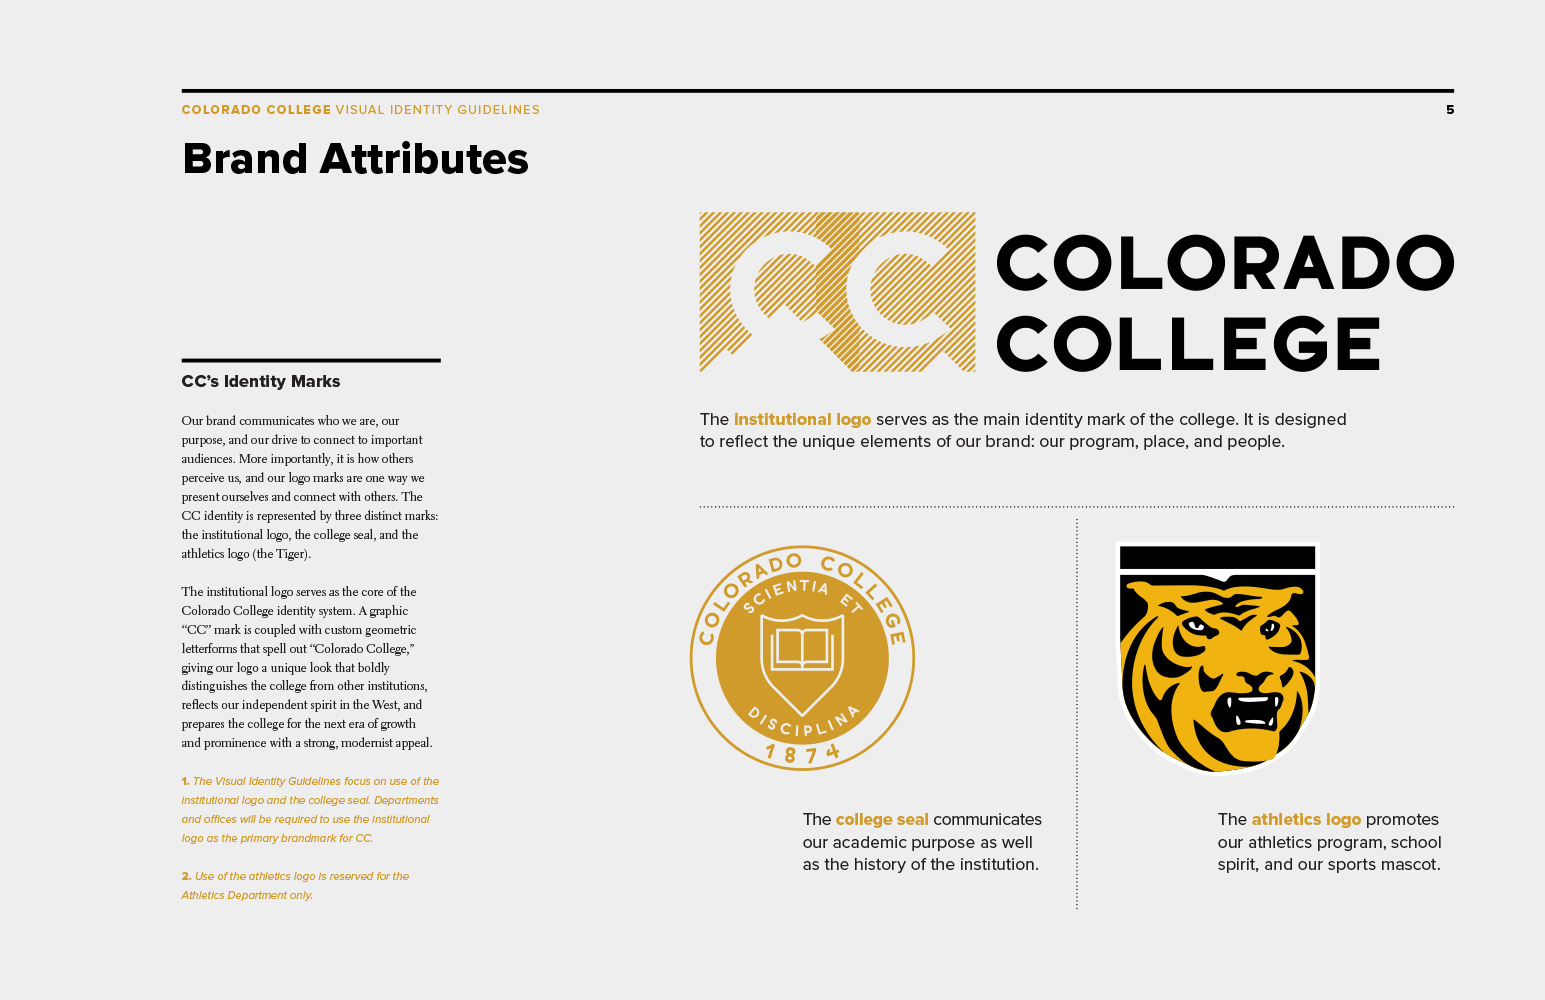 COLORADO COLLEGE VISUAL IDENTITY GUIDELINES
5
Brand Attributes
CC’s Identity Marks
Our brand communicates who we are, our
purpose, and our drive to connect to important
audiences. More importantly, it is how others
perceive us, and our logo marks are one way we
present ourselves and connect with others. The
CC identity is represented by three distinct marks:
the institutional logo, the college seal, and the
athletics logo (the Tiger).
The institutional logo serves as the core of the
Colorado College identity system. A graphic
“CC” mark is coupled with custom geometric
letterforms that spell out “Colorado College,”
giving our logo a unique look that boldly
distinguishes the college from other institutions,
reflects our independent spirit in the West, and
prepares the college for the next era of growth
and prominence with a strong, modernist appeal.
1. The Visual Identity Guidelines focus on use of the
institutional logo and the college seal. Departments
and offices will be required to use the institutional
logo as the primary brandmark for CC.
2. Use of the athletics logo is reserved for the
Athletics Department only.
CC
COLORADO
COLLEGE
The institutional logo serves as the main identity mark of the college. It is designed
to reflect the unique elements of our brand: our program, place, and people.
COLORADO COLLEGE
SCIENTIA ET
DISCIPLINA
1874
The college seal communicates
our academic purpose as well
as the history of the institution.
The athletics logo promotes
our athletics program, school
spirit, and our sports mascot.